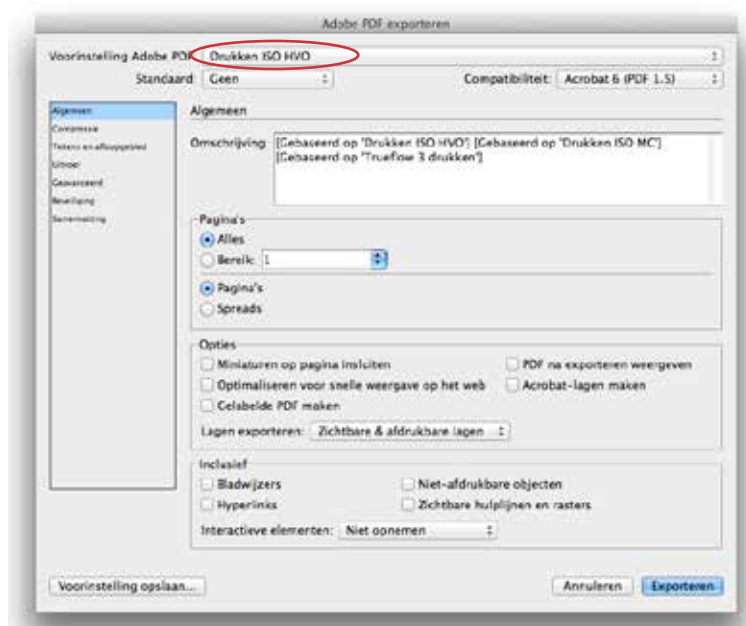 Adobe PDF exporteren
Voorinstelling Adobe PDF: Drukken ISO HVO
Standaard: Geen Compatibiliteit: Acrobat 6 (PDF 1.5)
Algemeen
Compressie
Tekens en afloopgebied
Uitvoer
Geavanceerd
Beveiliging
Samenvatting
Algemeen
Omschrijving: [Gebaseerd op 'Drukken ISO HVO'] [Gebaseerd op 'Drukken ISO MC']
[Gebaseerd op 'Trueflow 3 drukken']
Pagina's
Alles
Bereik: 1
Pagina's
Spreads
Opties
Miniaturen op pagina insluiten PDF na exporteren weergeven
Optimaliseren voor snelle weergave op het web Acrobat-lagen maken
Gelabelde PDF maken
Lagen exporteren: Zichtbare & afdrukbare lagen
Inclusief
Bladwijzers Niet-afdrukbare objecten
Hyperlinks Zichtbare hulplijnen en rasters
Interactieve elementen: Niet opnemen
Voorinstelling opslaan... Annuleren Exporteren